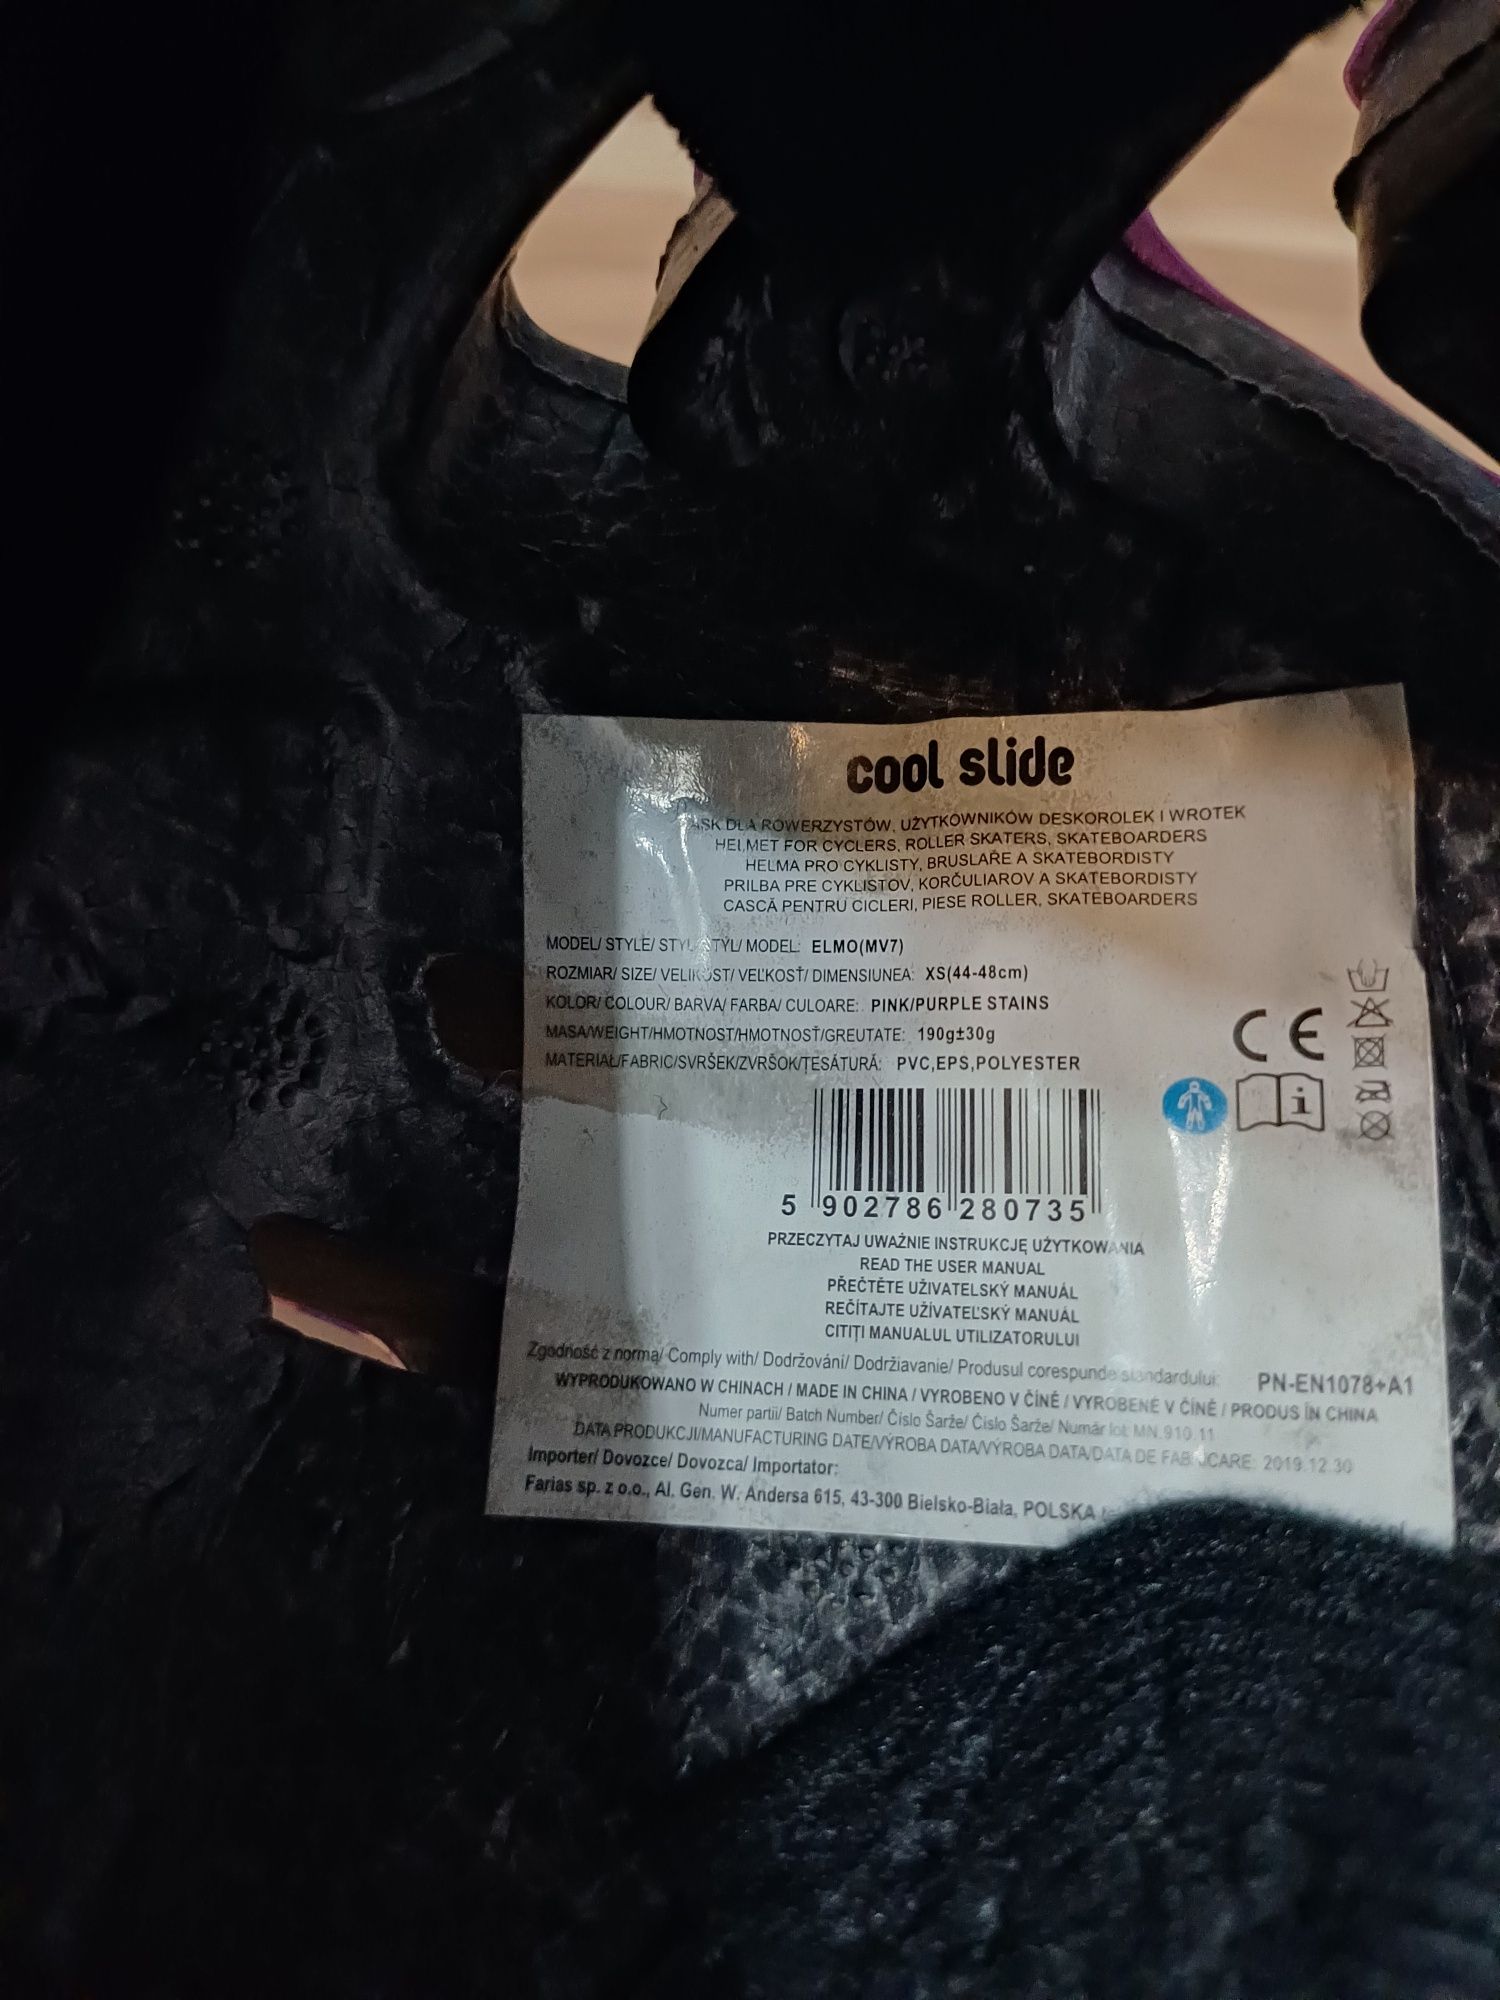 cool slide
DLA ROWERZYSTÓW, UŻYTKOWNIKÓW DESKOROLEK I WROTEK
HELMET FOR CYCLERS, ROLLER SKATERS, SKATEBOARDERS
HELMA PRO CYKLISTY, BRUSLAŘE A SKATEBORDISTY
PRILBA PRE CYKLISTOV, KORČULIAROV A SKATEBORDISTY
CASCĂ PENTRU CICLERI, PIESE ROLLER, SKATEBOARDERS
MODEL/ STYLE/ STYL/ ŠTÝL/ MODEL: ELMO(MV7)
ROZMIAR/ SIZE/ VELIKOST/ VEĽKOSŤ/ DIMENSIUNEA: XS(44-48cm)
KOLOR/ COLOUR/ BARVA/ FARBA/ CULOARE: PINK/PURPLE STAINS
MASA/WEIGHT/HMOTNOST/HMOTNOSŤ/GREUTATE: 190g±30g
MATERIAŁ/FABRIC/SVRŠEK/ZVRŠOK/ȚESĂTURĂ: PVC,EPS,POLYESTER
CE
i
5 902786 280735
PRZECZYTAJ UWAŻNIE INSTRUKCJĘ UŻYTKOWANIA
READ THE USER MANUAL
PŘEČTĚTE UŽIVATELSKÝ MANUÁL
REČÍTAJTE UŽÍVATEĽSKÝ MANUÁL
CITIȚI MANUALUL UTILIZATORULUI
Zgodność z normą/ Comply with/ Dodržování/ Dodržiavanie/ Produsul corespunde standardului: PN-EN1078+A1
WYPRODUKOWANO W CHINACH / MADE IN CHINA / VYROBENO V ČÍNĚ / VYROBENÉ V ČÍNĚ / PRODUS ÎN CHINA
Numer partii/ Batch Number/ Číslo Šarže/ Číslo Šarže/ Număr lot: MN.910.11
DATA PRODUKCJI/MANUFACTURING DATE/VÝROBA DATA/VÝROBA DATA/DATA DE FABRICARE: 2019.12.30
Importer/ Dovozce/ Dovozca/ Importator:
Farias sp. z o.o., Al. Gen. W. Andersa 615, 43-300 Bielsko-Biała, POLSKA